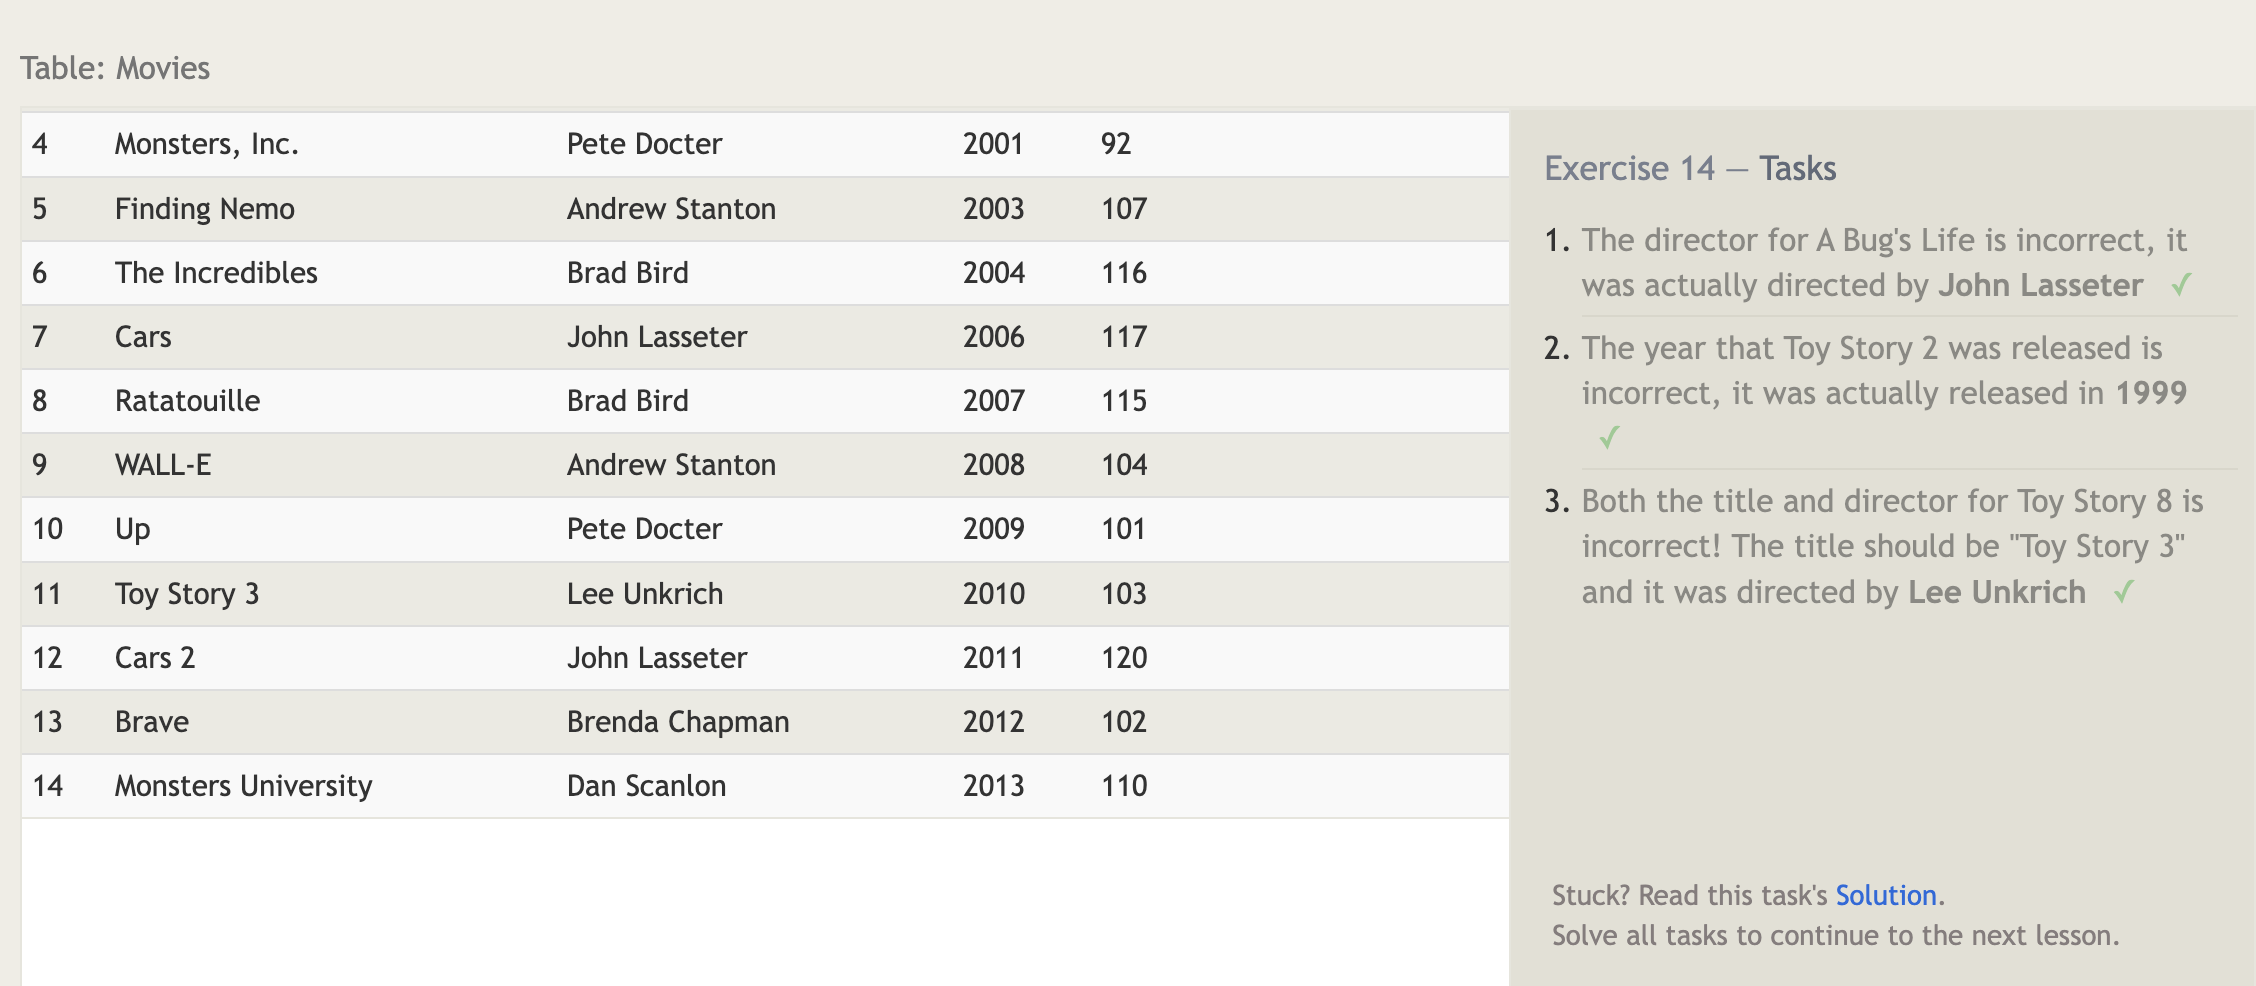 Table: Movies
4 Monsters, Inc. Pete Docter 2001 92
5 Finding Nemo Andrew Stanton 2003 107
6 The Incredibles Brad Bird 2004 116
7 Cars John Lasseter 2006 117
8 Ratatouille Brad Bird 2007 115
9 WALL-E Andrew Stanton 2008 104
10 Up Pete Docter 2009 101
11 Toy Story 3 Lee Unkrich 2010 103
12 Cars 2 John Lasseter 2011 120
13 Brave Brenda Chapman 2012 102
14 Monsters University Dan Scanlon 2013 110
Exercise 14 — Tasks
1. The director for A Bug's Life is incorrect, it
was actually directed by John Lasseter ✓
2. The year that Toy Story 2 was released is
incorrect, it was actually released in 1999
✓
3. Both the title and director for Toy Story 8 is
incorrect! The title should be "Toy Story 3"
and it was directed by Lee Unkrich ✓
Stuck? Read this task's Solution.
Solve all tasks to continue to the next lesson.